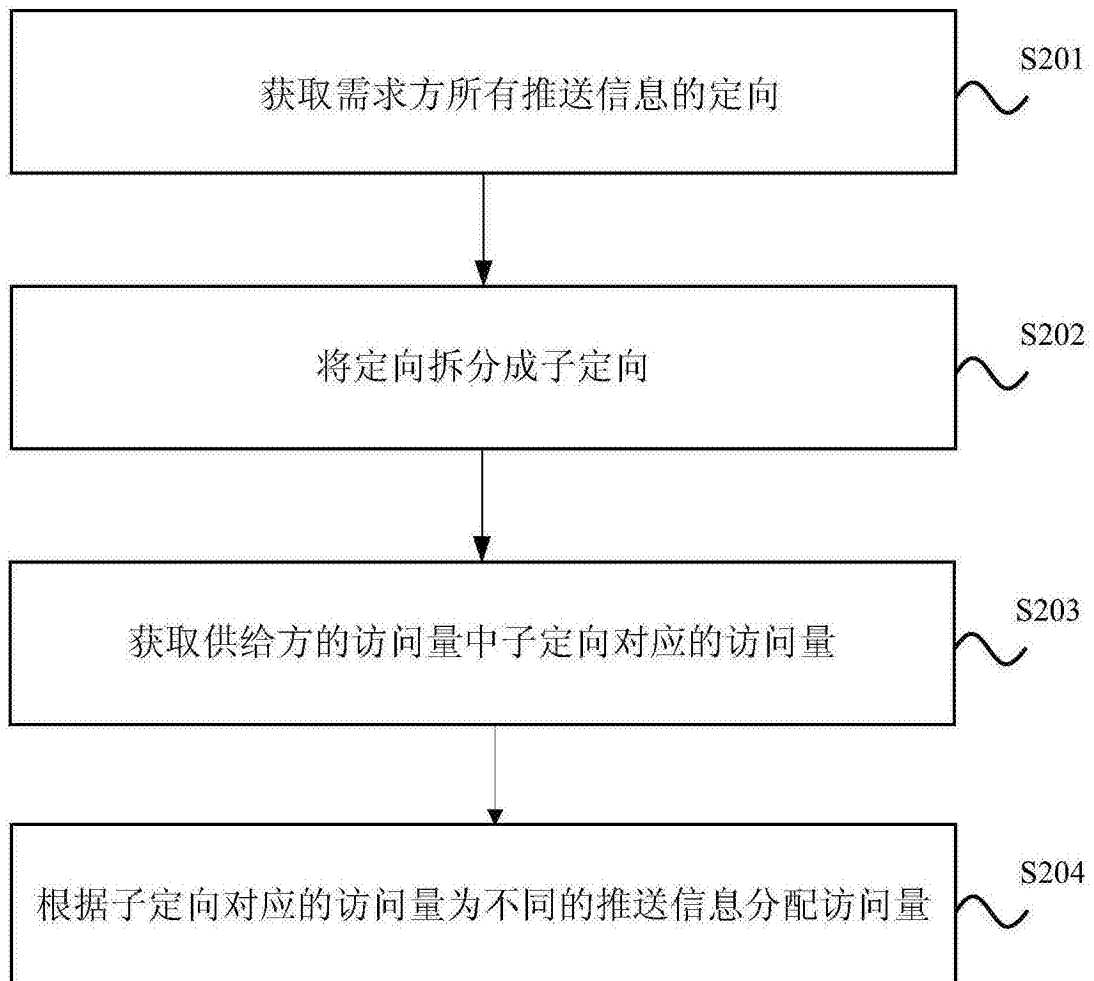 S201
获取需求方所有推送信息的定向
S202
将定向拆分成子定向
S203
获取供给方的访问量中子定向对应的访问量
S204
根据子定向对应的访问量为不同的推送信息分配访问量